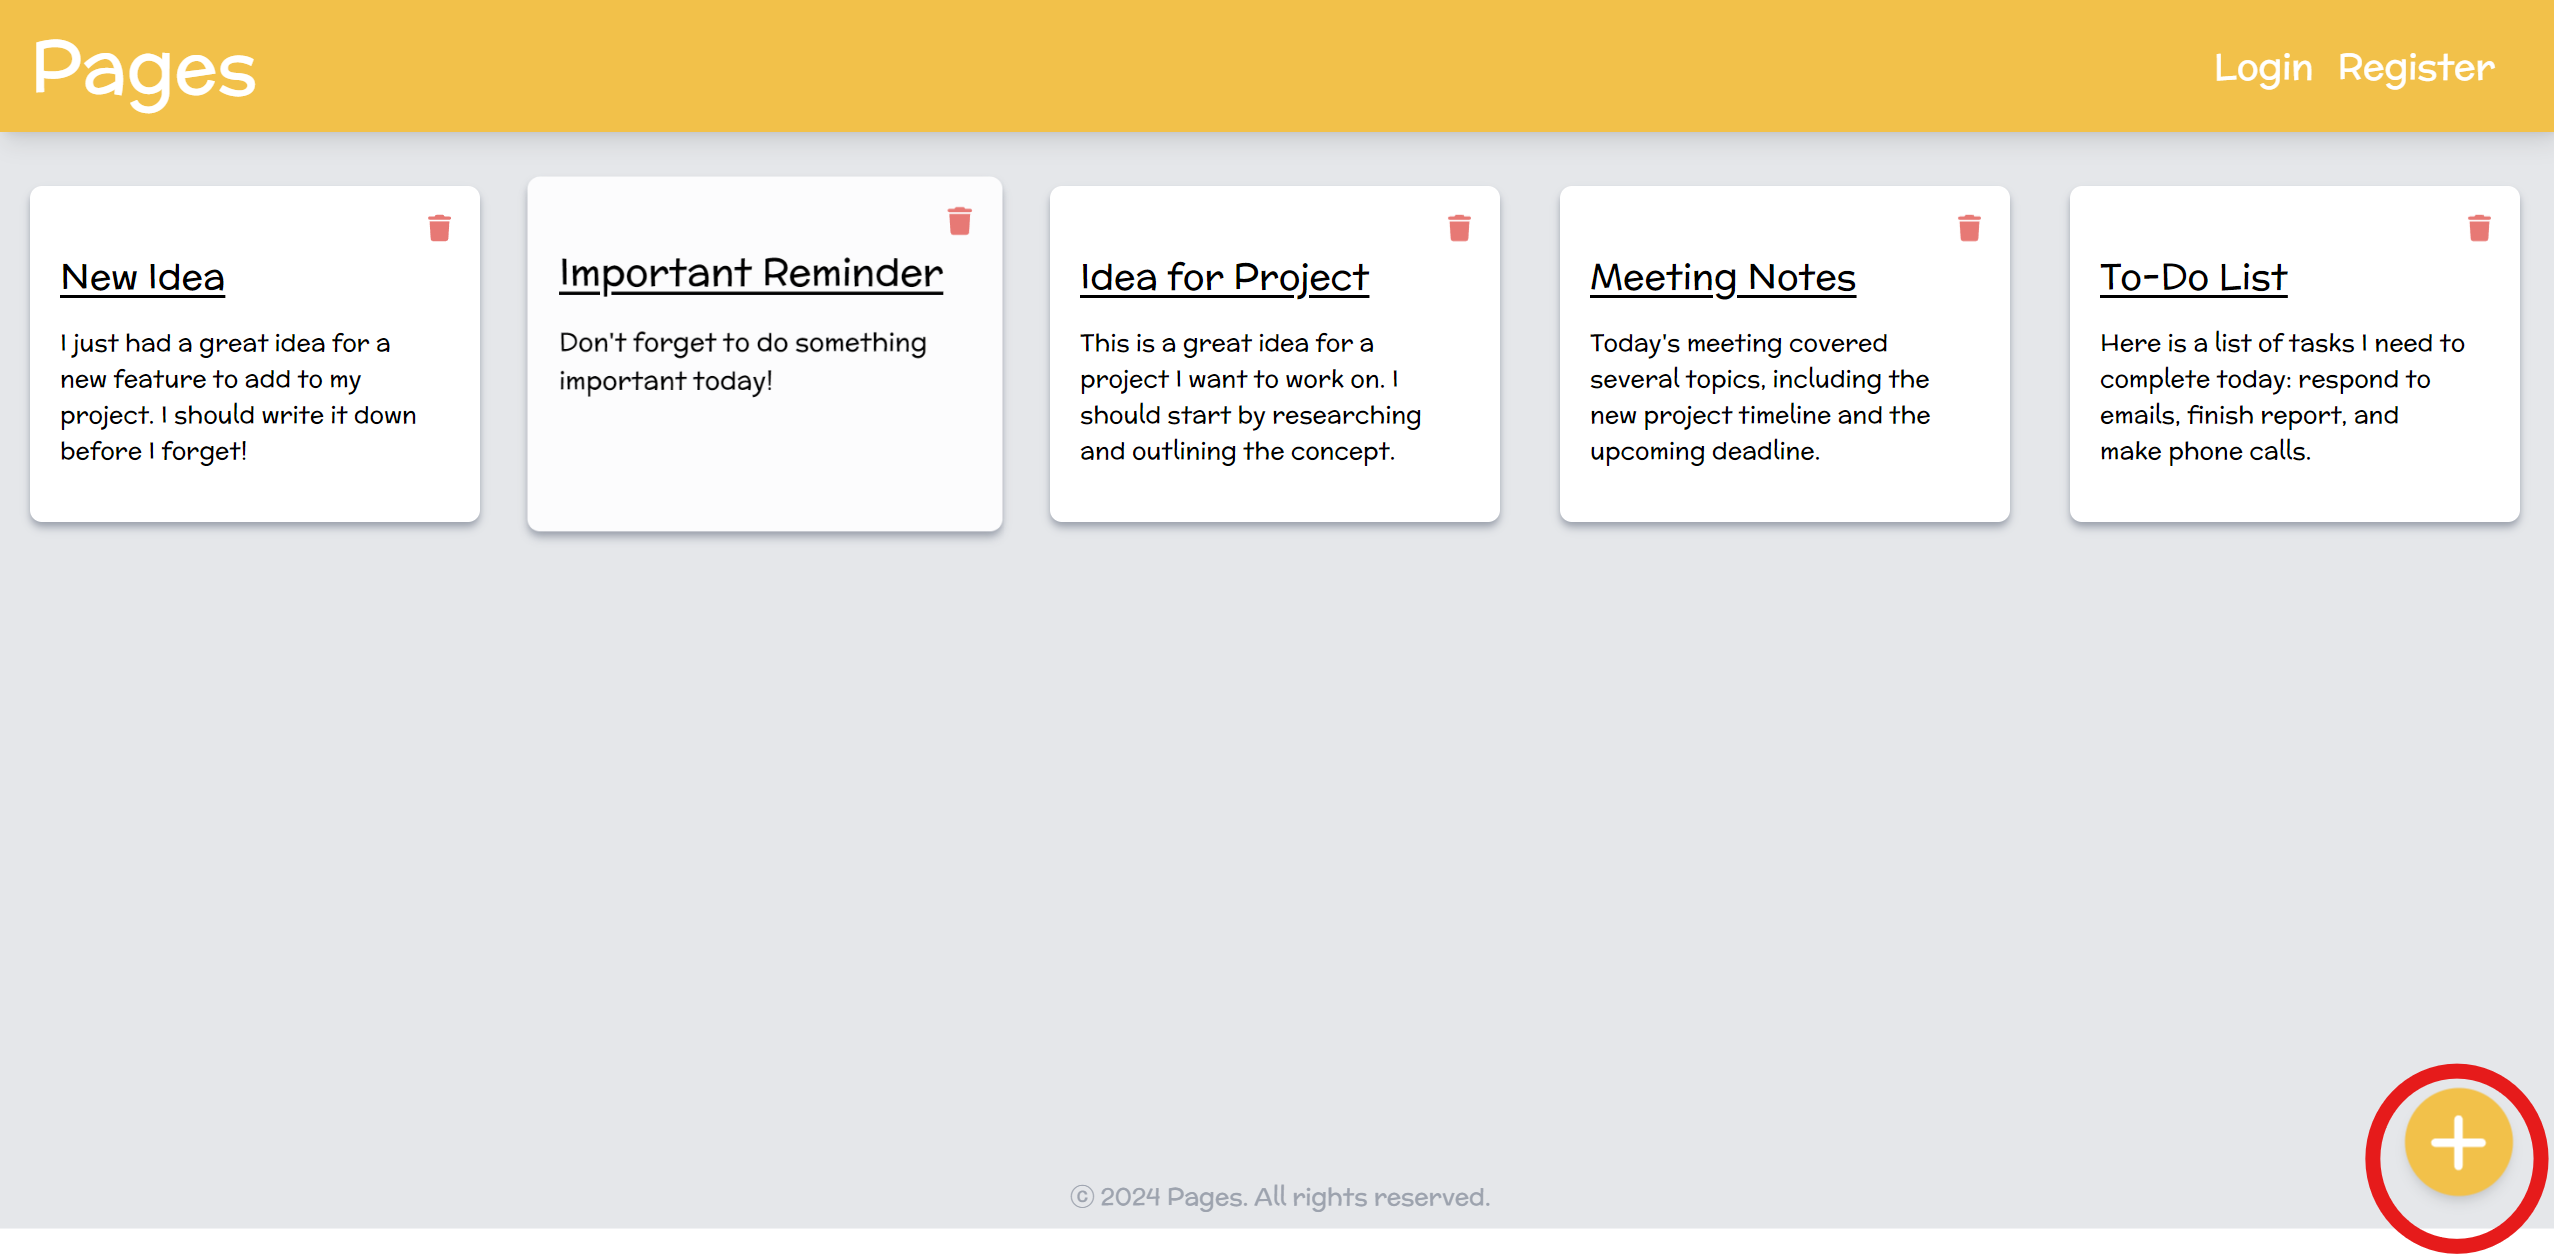 Pages
Login Register
New Idea
I just had a great idea for a
new feature to add to my
project. I should write it down
before I forget!
Important Reminder
Don't forget to do something
important today!
Idea for Project
This is a great idea for a
project I want to work on. I
should start by researching
and outlining the concept.
Meeting Notes
Today's meeting covered
several topics, including the
new project timeline and the
upcoming deadline.
To-Do List
Here is a list of tasks I need to
complete today: respond to
emails, finish report, and
make phone calls.
© 2024 Pages. All rights reserved.